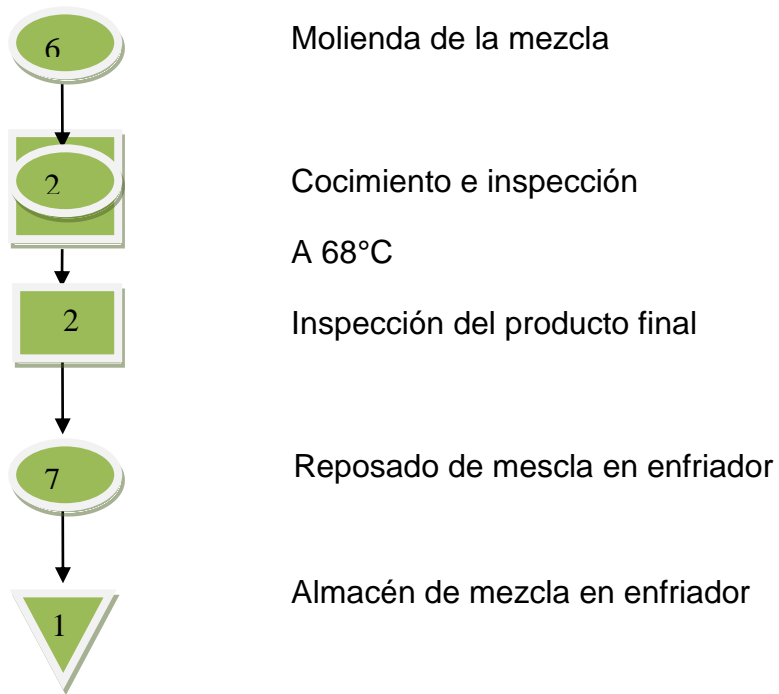 6 Molienda de la mezcla
2 Cocimiento e inspección
A 68°C
2 Inspección del producto final
7 Reposado de mescla en enfriador
1 Almacén de mezcla en enfriador